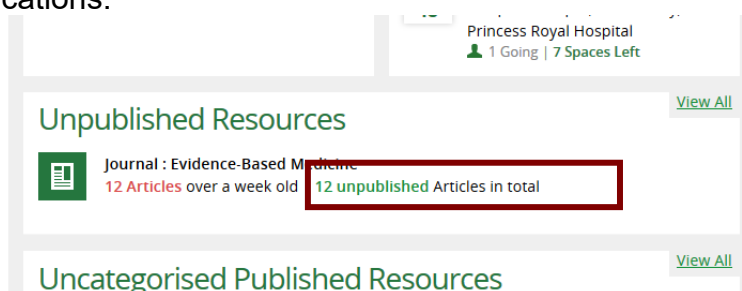 cations.
Princess Royal Hospital
1 Going | 7 Spaces Left
View All
Unpublished Resources
Journal : Evidence-Based Medicine
12 Articles over a week old
12 unpublished Articles in total
View All
Uncategorised Published Resources